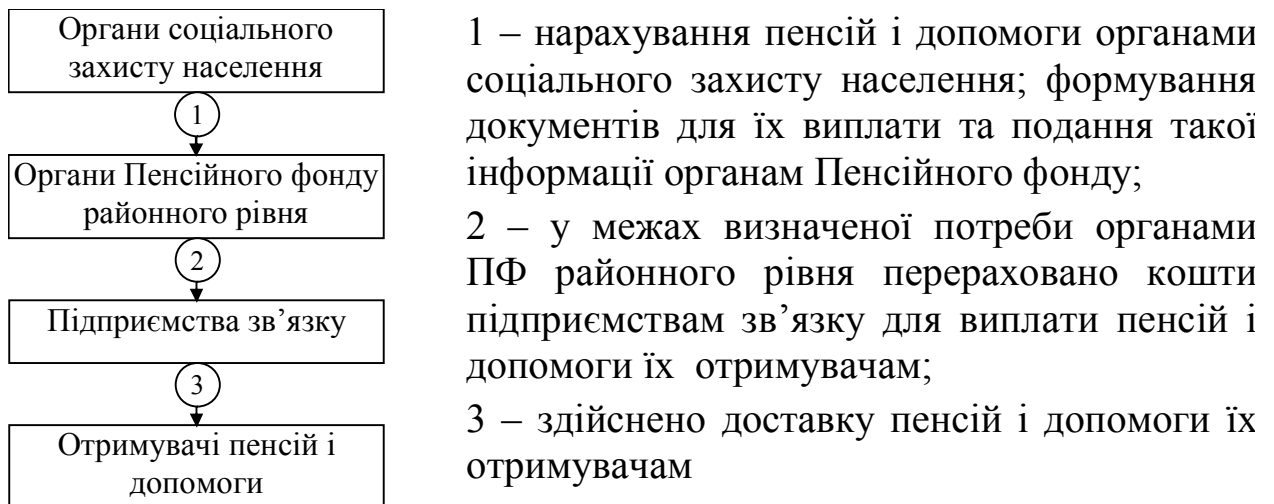 Органи соціального
захисту населення
1
Органи Пенсійного фонду
районного рівня
2
Підприємства зв’язку
3
Отримувачі пенсій і
допомоги
1 – нарахування пенсій і допомоги органами
соціального захисту населення; формування
документів для їх виплати та подання такої
інформації органам Пенсійного фонду;
2 – у межах визначеної потреби органами
ПФ районного рівня перераховано кошти
підприємствам зв’язку для виплати пенсій і
допомоги їх отримувачам;
3 – здійснено доставку пенсій і допомоги їх
отримувачам